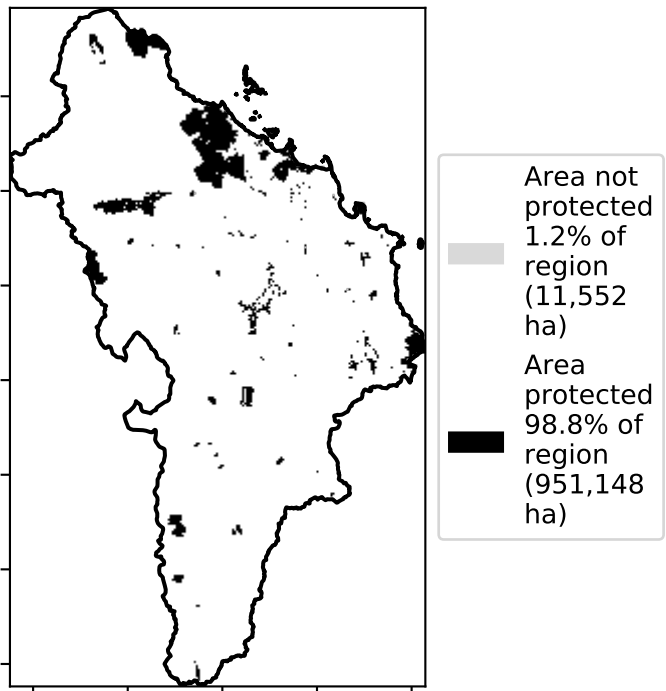 Area not
protected
1.2% of
region
(11,552
ha)
Area
protected
98.8% of
region
(951,148
ha)